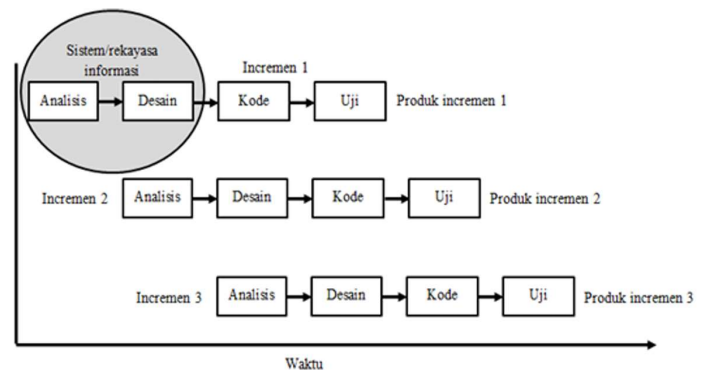 Sistem/rekayasa
informasi
Incremen 1
Analisis
Desain
Kode
Uji
Produk incremen 1
Incremen 2
Analisis
Desain
Kode
Uji
Produk incremen 2
Incremen 3
Analisis
Desain
Kode
Uji
Produk incremen 3
Waktu